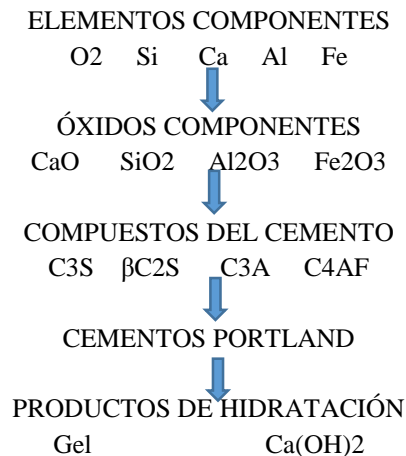 ELEMENTOS COMPONENTES
O2 Si Ca Al Fe
ÓXIDOS COMPONENTES
CaO SiO2 Al2O3 Fe2O3
COMPUESTOS DEL CEMENTO
C3S βC2S C3A C4AF
CEMENTOS PORTLAND
PRODUCTOS DE HIDRATACIÓN
Gel Ca(OH)2